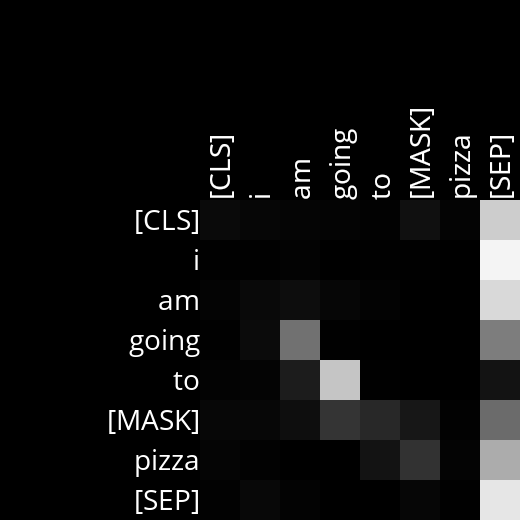 [CLS] i am going to [MASK] pizza [SEP]
[CLS]
i
am
going
to
[MASK]
pizza
[SEP]